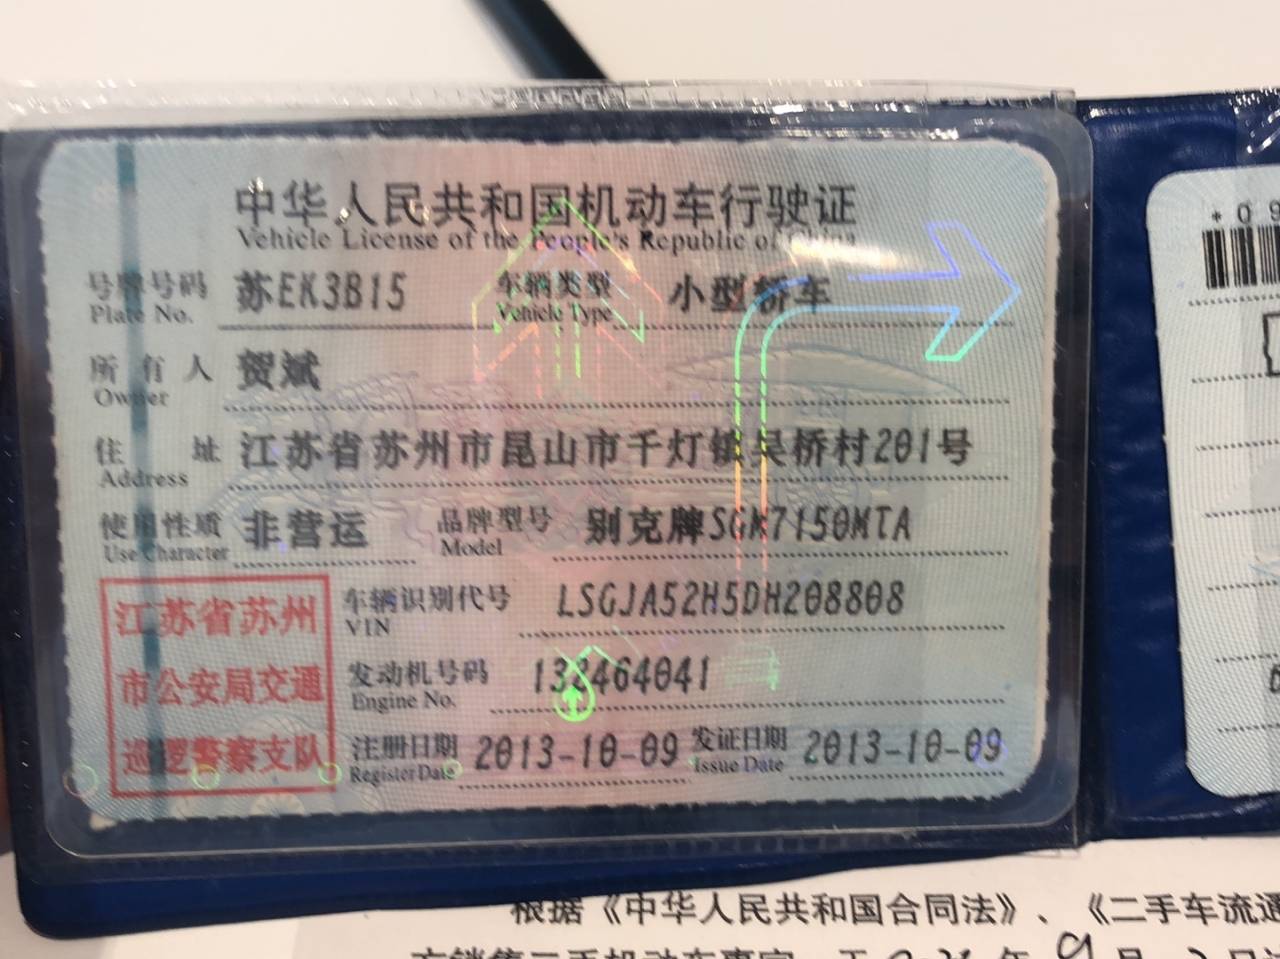 中华人民共和国机动车行驶证
Vehicle License of the People's Republic of China
号牌号码 苏EK3B15 车辆类型 小型轿车
Plate No. Vehicle Type
所有人 贺斌
Owner
住址 江苏省苏州市昆山市千灯镇吴桥村201号
Address
使用性质 非营运 品牌型号 别克牌SGM7150MTA
Use Character Model
江苏省苏州
市公安局交通
巡逻警察支队
车辆识别代号 LSGJA52H5DH208808
VIN
发动机号码 132464041
Engine No.
注册日期 2013-10-09 发证日期 2013-10-09
Register Date Issue Date
*09
根据《中华人民共和国合同法》、《二手车流通